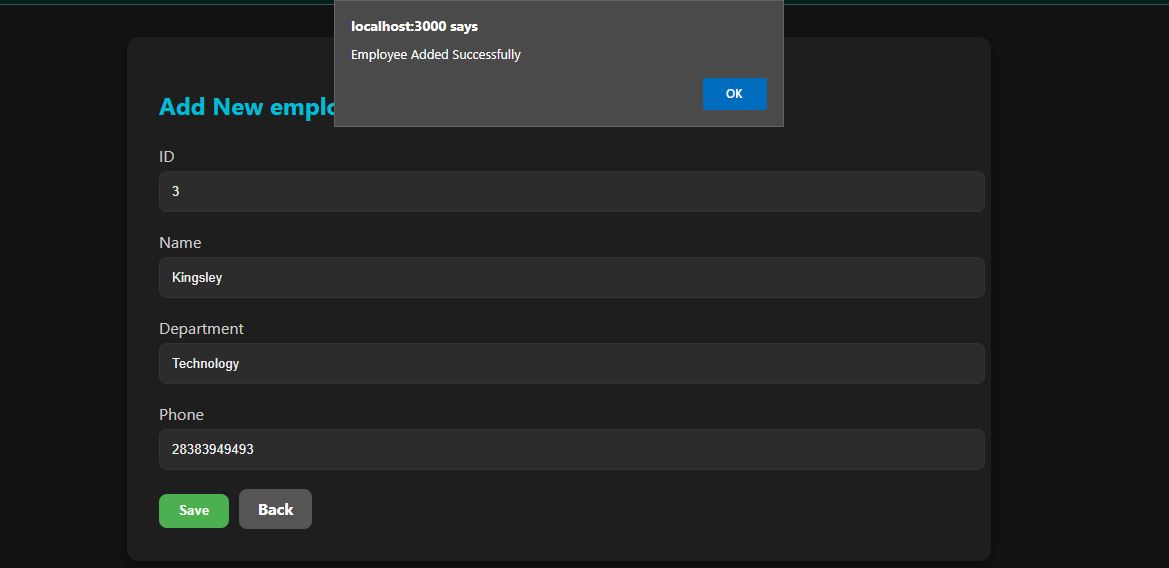 localhost:3000 says
Employee Added Successfully
OK
Add New emplo
ID
3
Name
Kingsley
Department
Technology
Phone
28383949493
Save
Back